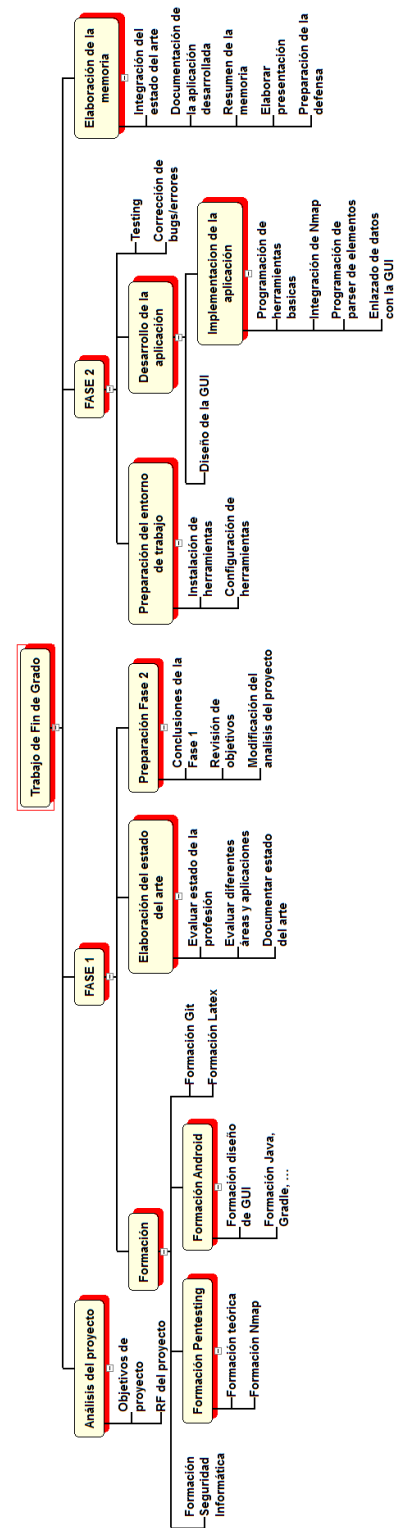 Trabajo de Fin de Grado
Análisis del proyecto
Objetivos de
proyecto
RF del proyecto
FASE 1
Formación
Formación
Seguridad
Informática
Formación Pentesting
Formación teórica
Formación Nmap
Formación Android
Formación diseño
de GUI
Formación Java,
Gradle, ...
Formación Git
Formación Latex
Elaboración del estado
del arte
Evaluar estado de la
profesión
Evaluar diferentes
áreas y aplicaciones
Documentar estado
del arte
Preparación Fase 2
Conclusiones de la
Fase 1
Revisión de
objetivos
Modificación del
analisis del proyecto
FASE 2
Preparación del entorno
de trabajo
Instalación de
herramientas
Configuración de
herramientas
Desarrollo de la
aplicación
Diseño de la GUI
Implementacion de la
aplicación
Programación de
herramientas
basicas
Integración de Nmap
Programación de
parser de elementos
Enlazado de datos
con la GUI
Testing
Corrección de
bugs/errores
Elaboración de la
memoria
Integración del
estado del arte
Documentación de
la aplicación
desarrollada
Resumen de la
memoria
Elaborar
presentación
Preparación de la
defensa